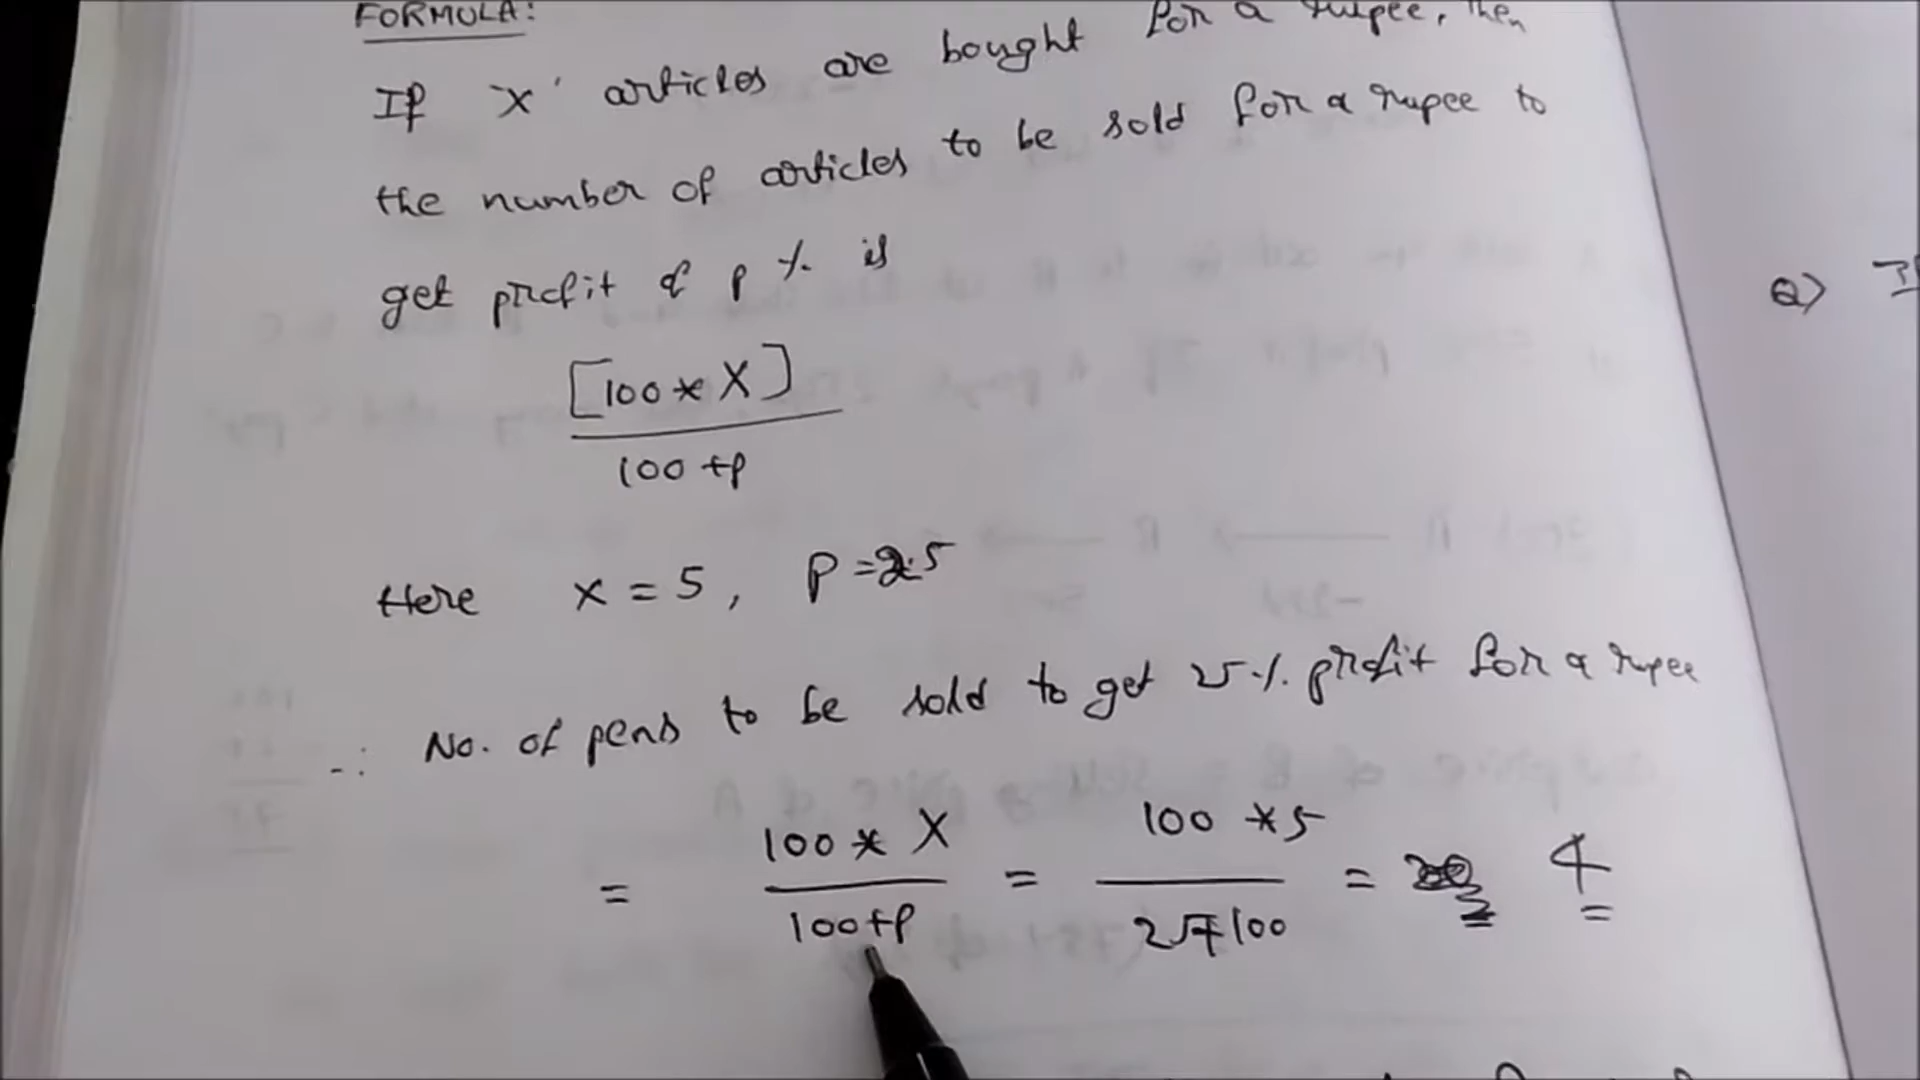 FORMULA:
If 'X' articles are bought for a rupee, then
the number of articles to be sold for a rupee to
get profit of p % is
[100 * X]
100 + p
Here x = 5, P = 25
∴ No. of pens to be sold to get 25 % profit for a rupee
= 100 * X / 100 + p = 100 * 5 / 25 + 100 = 4
Q)